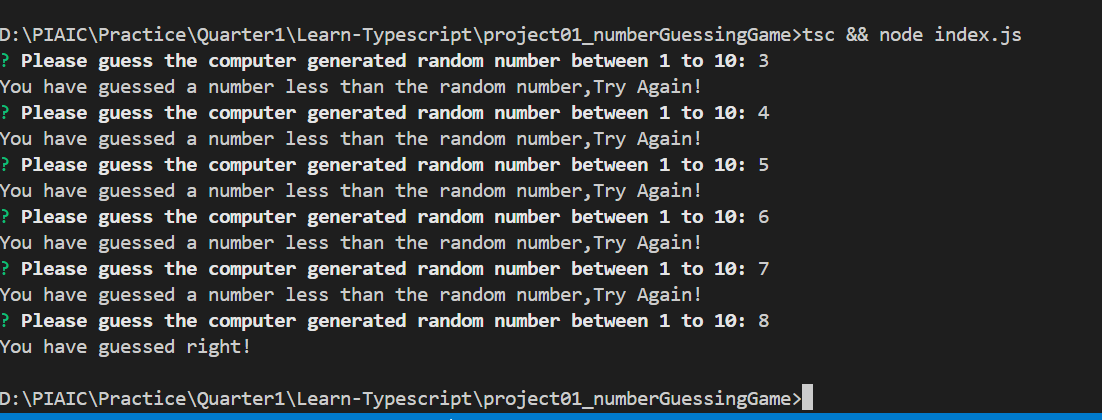 D:\PIAIC\Practice\Quarter1\Learn-Typescript\project01_numberGuessingGame>tsc && node index.js
? Please guess the computer generated random number between 1 to 10: 3
You have guessed a number less than the random number,Try Again!
? Please guess the computer generated random number between 1 to 10: 4
You have guessed a number less than the random number,Try Again!
? Please guess the computer generated random number between 1 to 10: 5
You have guessed a number less than the random number,Try Again!
? Please guess the computer generated random number between 1 to 10: 6
You have guessed a number less than the random number,Try Again!
? Please guess the computer generated random number between 1 to 10: 7
You have guessed a number less than the random number,Try Again!
? Please guess the computer generated random number between 1 to 10: 8
You have guessed right!
D:\PIAIC\Practice\Quarter1\Learn-Typescript\project01_numberGuessingGame>